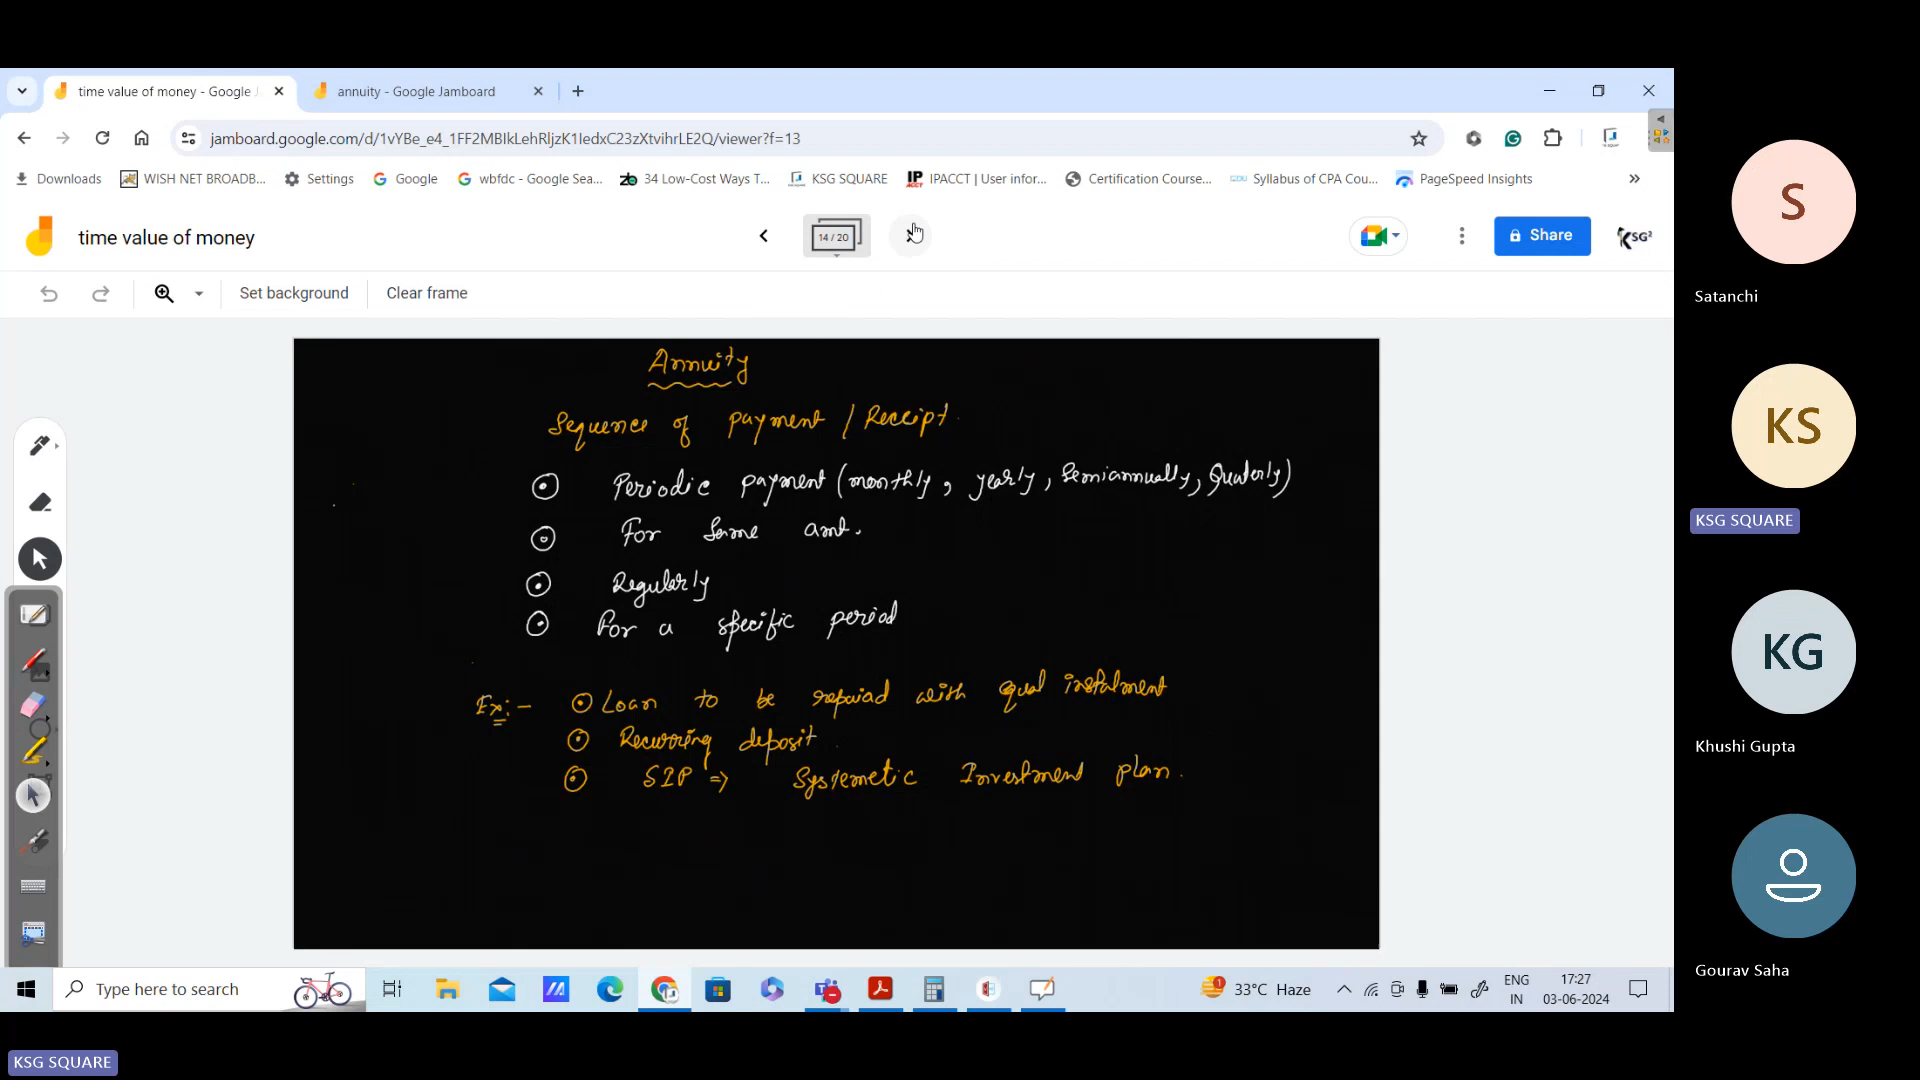 time value of money - Google J
annuity - Google Jamboard
jamboard.google.com/d/1vYBe_e4_1FF2MBIkLehRljzK1IedxC23zXtvihrLE2Q/viewer?f=13
Downloads WISH NET BROADB... Settings Google wbfdc - Google Sea... 34 Low-Cost Ways T... KSG SQUARE IPACCT | User infor... Certification Course... Syllabus of CPA Cou... PageSpeed Insights
time value of money
14 / 20
Share
KSG²
Set background
Clear frame
Annuity
Sequence of payment / Receipt.
Periodic payment (monthly, yearly, Semiannually, Quaterly)
For Same amt.
Regularly
For a specific period
Ex:- Loan to be repaid with equal instalment
Recurring deposit
SIP => Systemetic Investment plan.
S
Satanchi
KS
KSG SQUARE
KG
Khushi Gupta
Gourav Saha
Type here to search
33°C Haze
ENG
IN
17:27
03-06-2024
KSG SQUARE